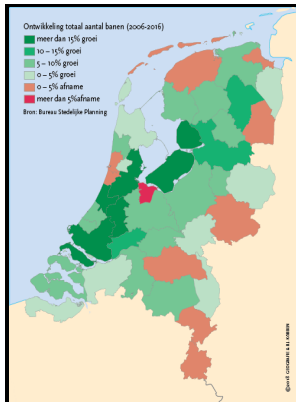 Ontwikkeling totaal aantal banen (2006-2016)
meer dan 15% groei
10 – 15% groei
5 – 10% groei
0 – 5% groei
0 – 5% afname
meer dan 5%afname
Bron: Bureau Stedelijke Planning